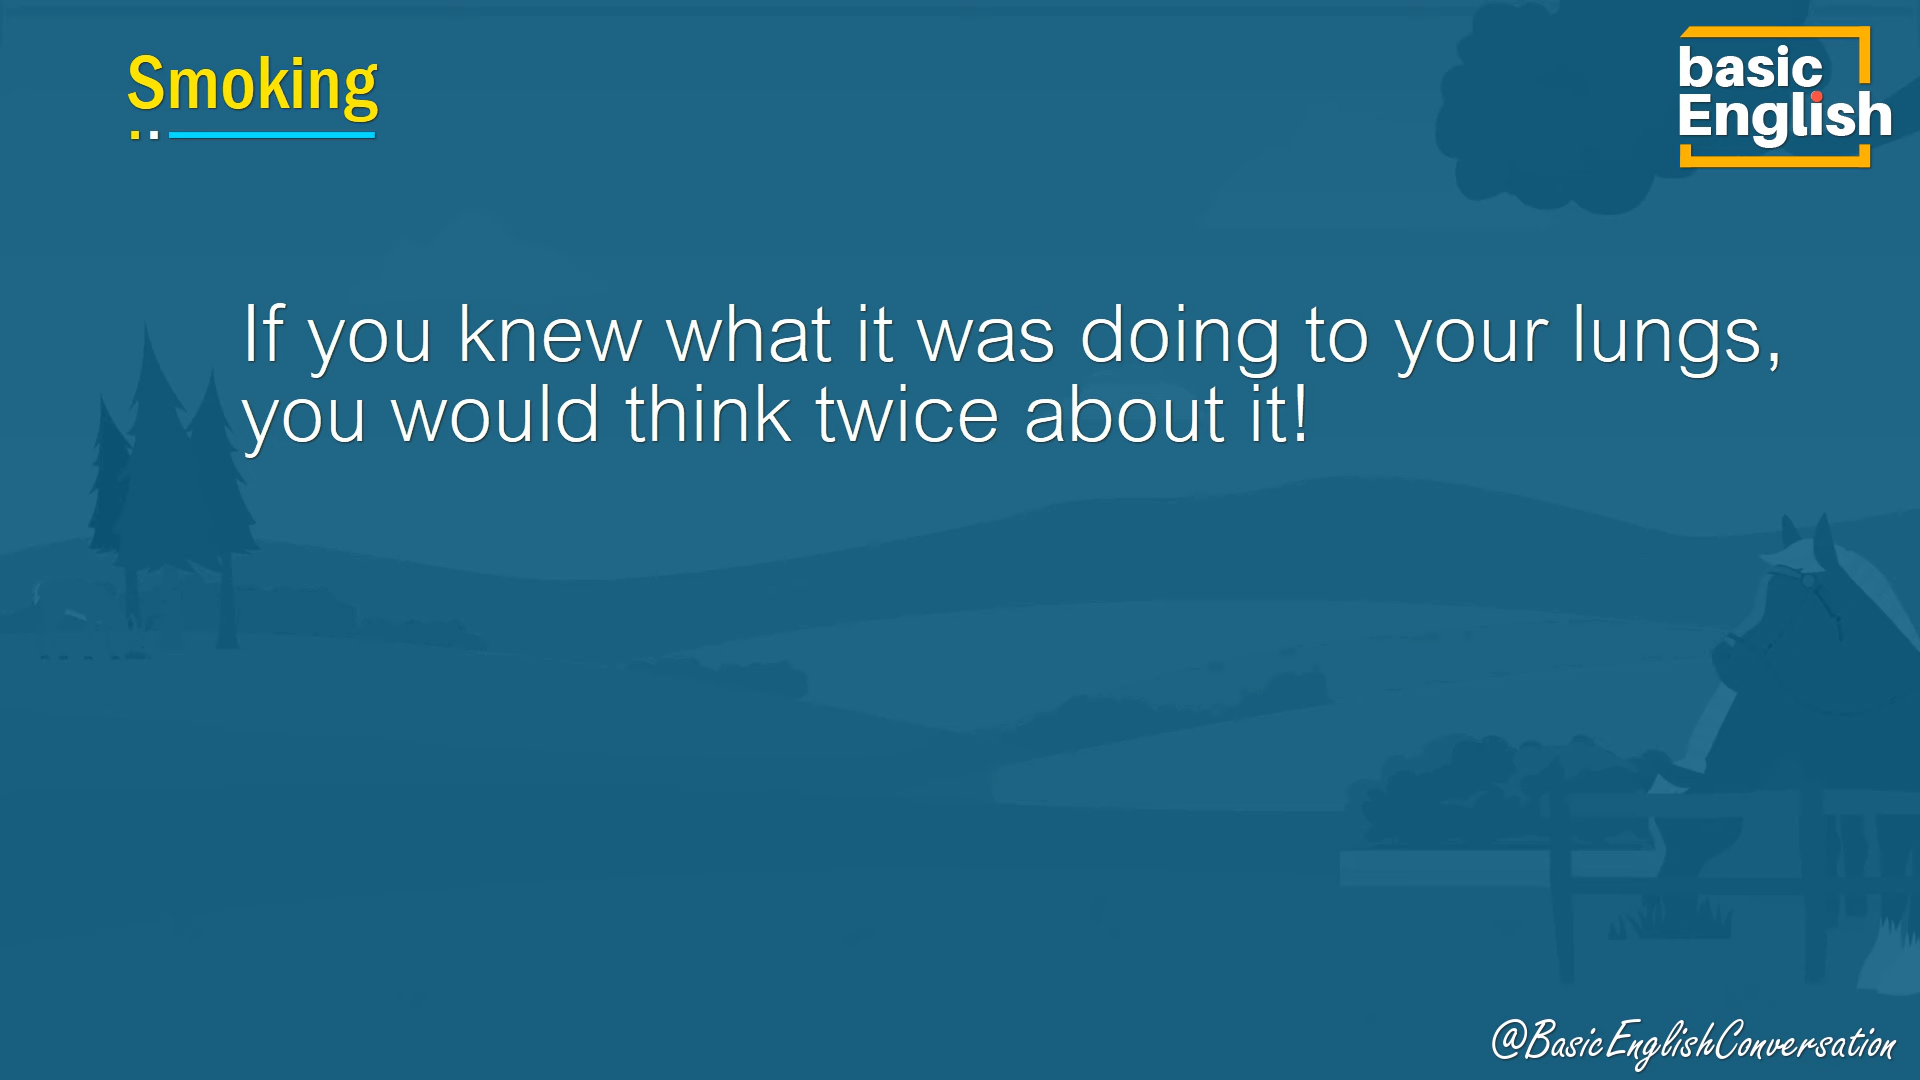 Smoking
basic
English
If you knew what it was doing to your lungs,
you would think twice about it!
@BasicEnglishConversation